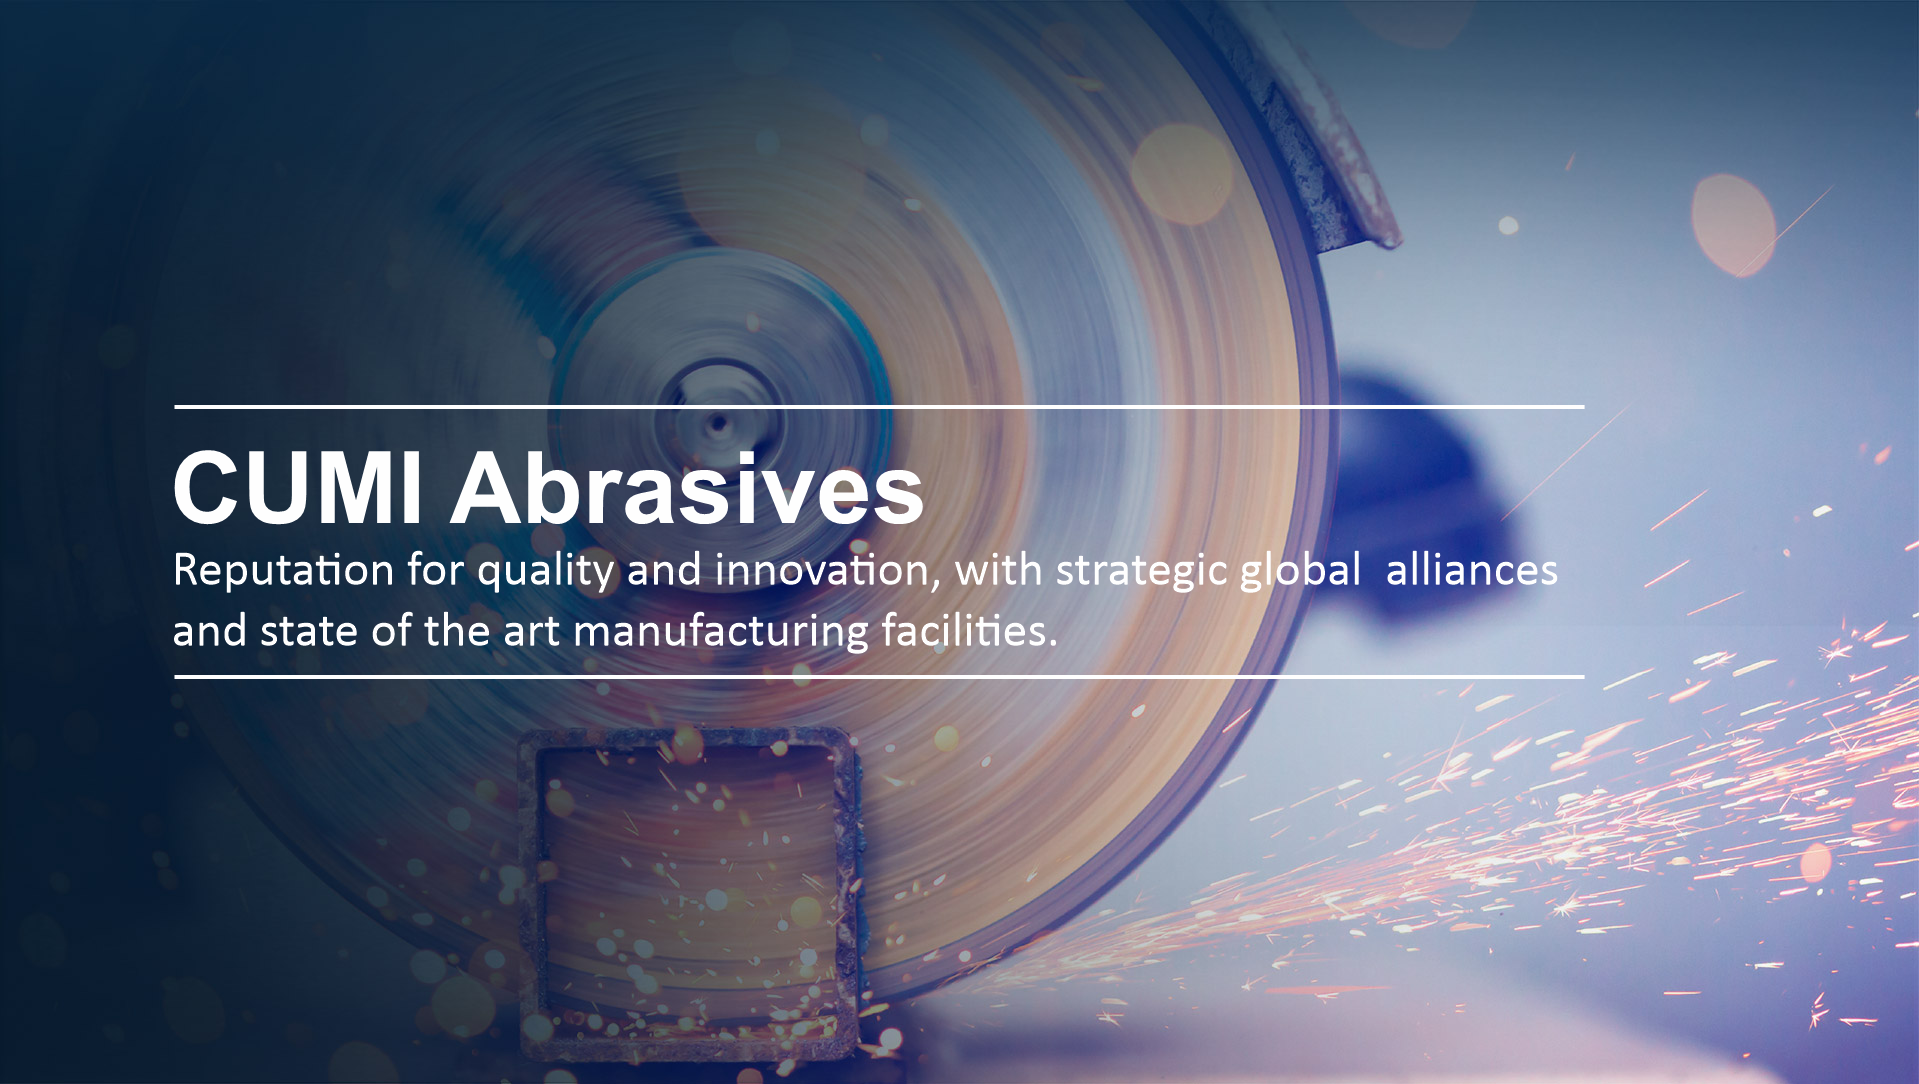 CUMI Abrasives
Reputation for quality and innovation, with strategic global  alliances
and state of the art manufacturing facilities.